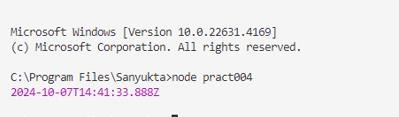 Microsoft Windows [Version 10.0.22631.4169]
(c) Microsoft Corporation. All rights reserved.
C:\Program Files\Sanyukta>node pract004
2024-10-07T14:41:33.888Z